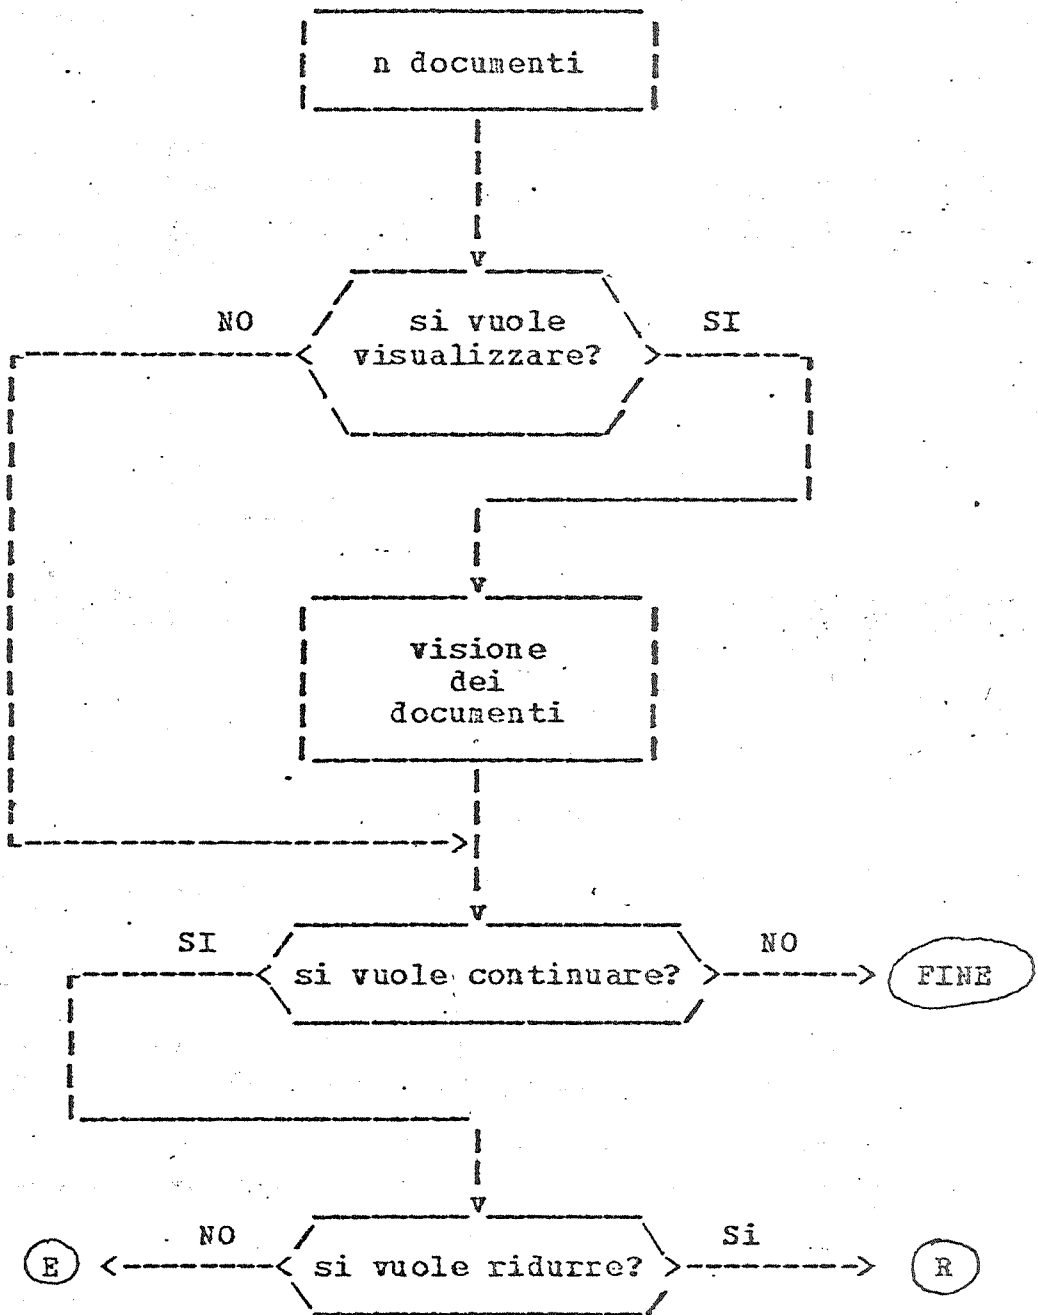 n documenti
NO
si vuole
SI
visualizzare?
visione
dei
documenti
SI
NO
si vuole continuare?
FINE
NO
Si
E
si vuole ridurre?
R